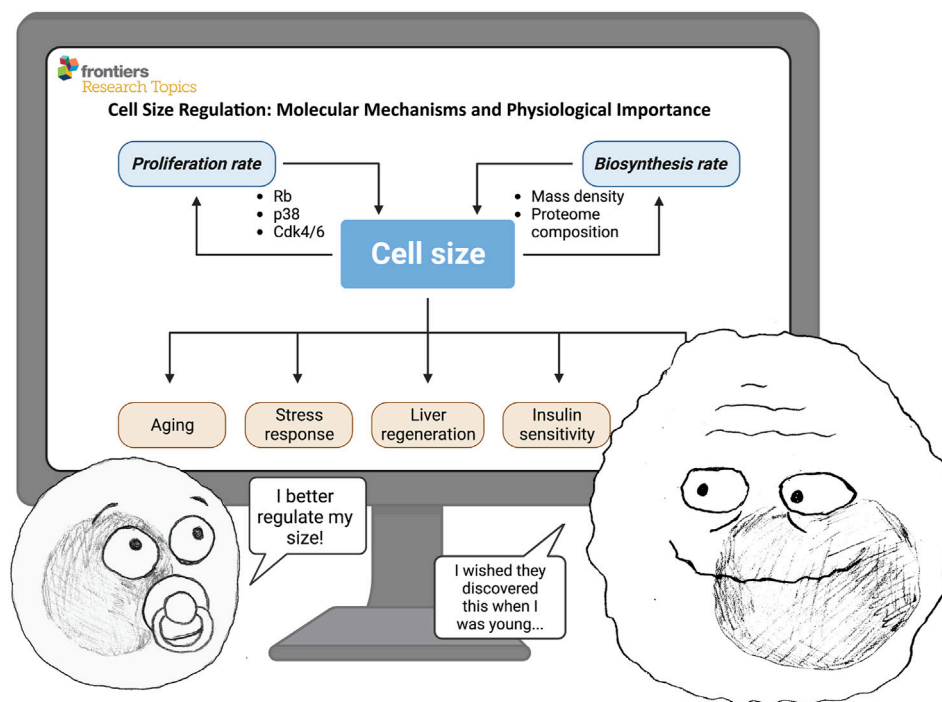 frontiers
Research Topics
Cell Size Regulation: Molecular Mechanisms and Physiological Importance
Proliferation rate
Biosynthesis rate
• Rb
• p38
• Cdk4/6
• Mass density
• Proteome
composition
Cell size
Aging
Stress
response
Liver
regeneration
Insulin
sensitivity
I better
regulate my
size!
I wished they
discovered
this when I
was young...